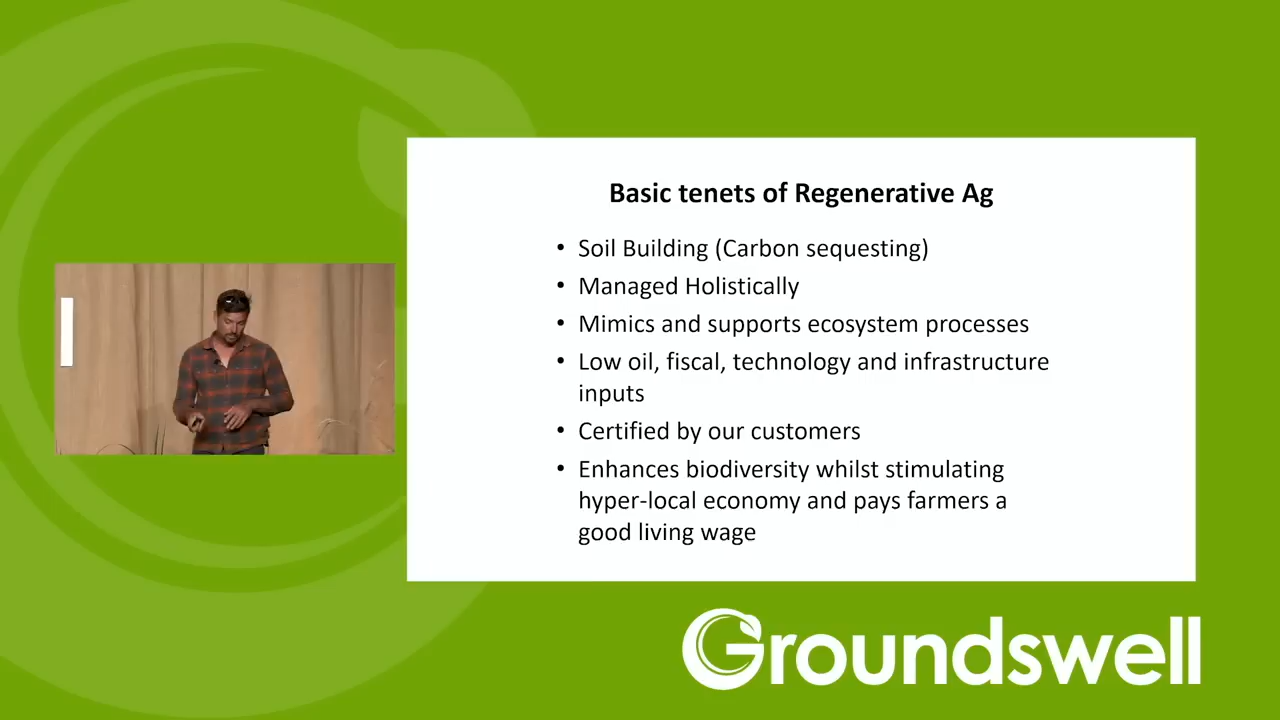 Basic tenets of Regenerative Ag
• Soil Building (Carbon sequesting)
• Managed Holistically
• Mimics and supports ecosystem processes
• Low oil, fiscal, technology and infrastructure
inputs
• Certified by our customers
• Enhances biodiversity whilst stimulating
hyper-local economy and pays farmers a
good living wage
Groundswell